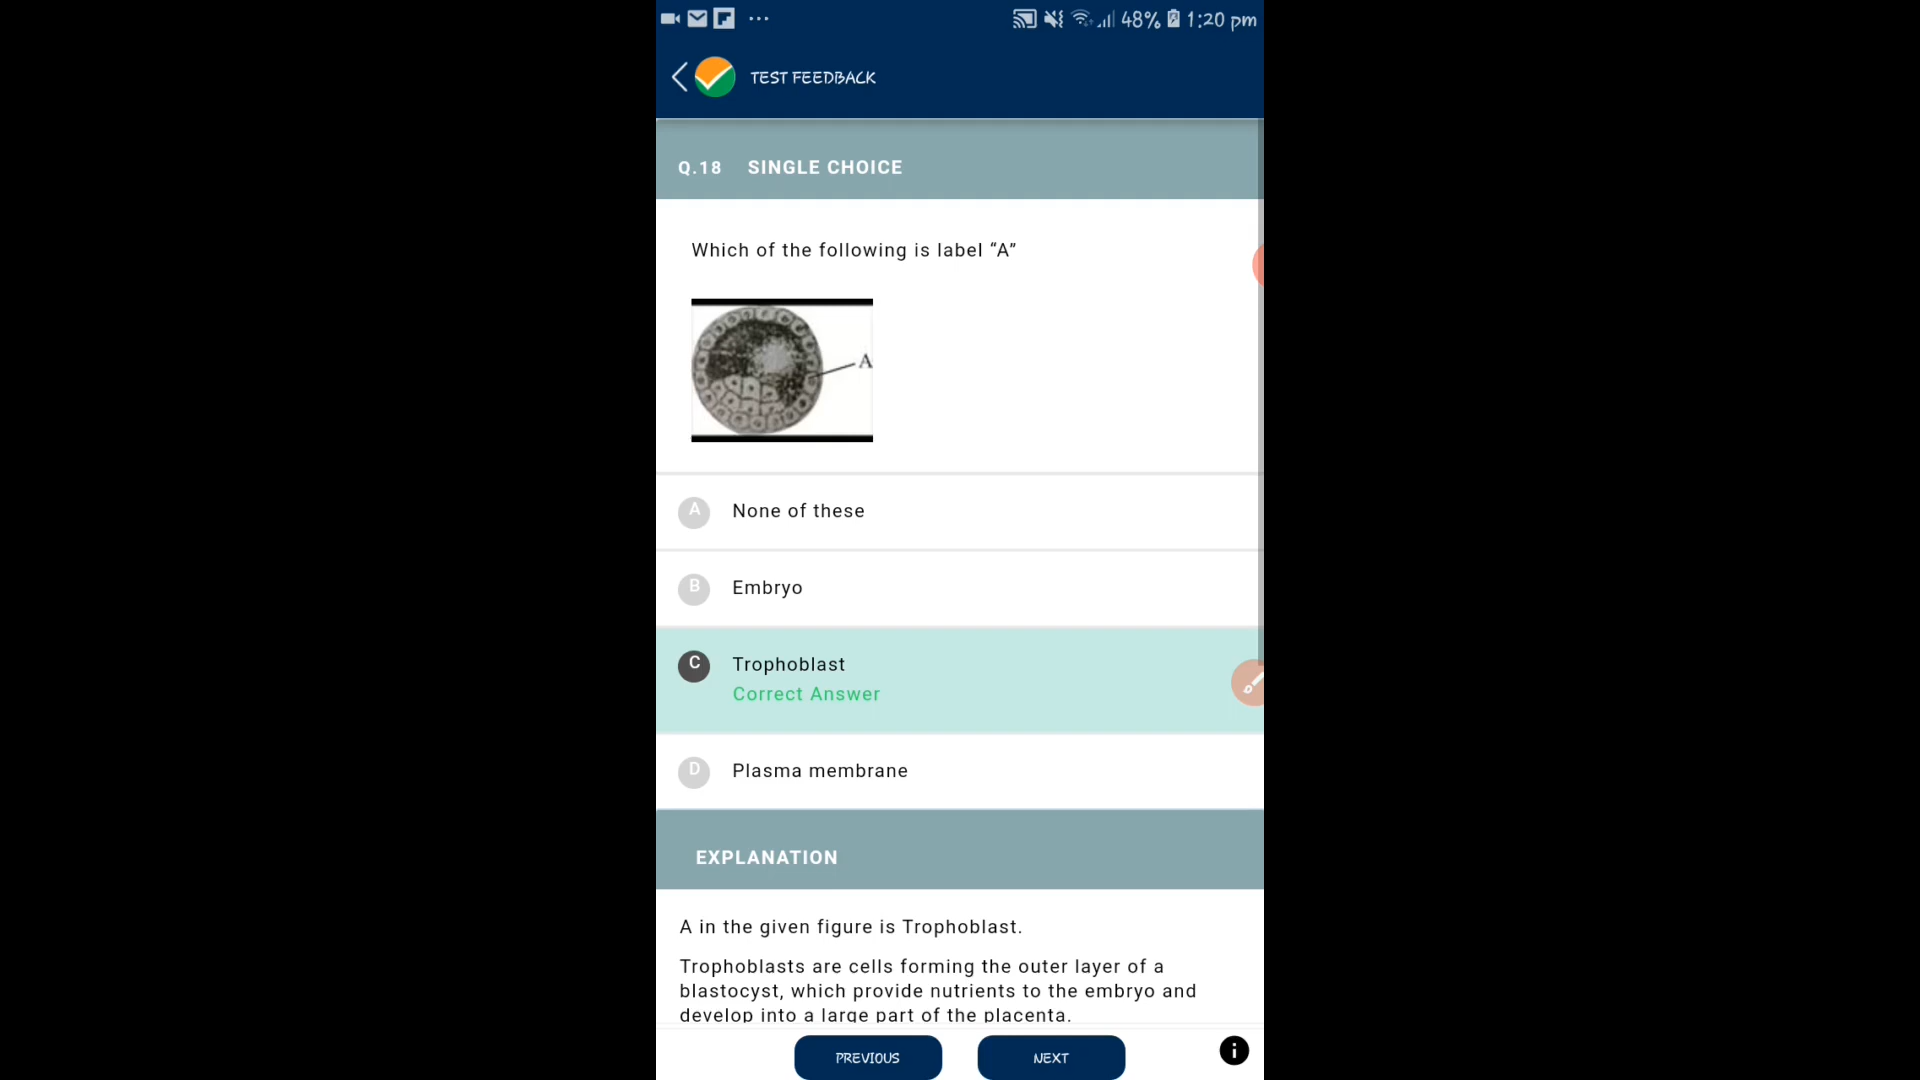 48% 1:20 pm
TEST FEEDBACK
Q.18 SINGLE CHOICE
Which of the following is label “A”
A
A None of these
B Embryo
C Trophoblast
Correct Answer
D Plasma membrane
EXPLANATION
A in the given figure is Trophoblast.
Trophoblasts are cells forming the outer layer of a
blastocyst, which provide nutrients to the embryo and
develop into a large part of the placenta.
PREVIOUS NEXT